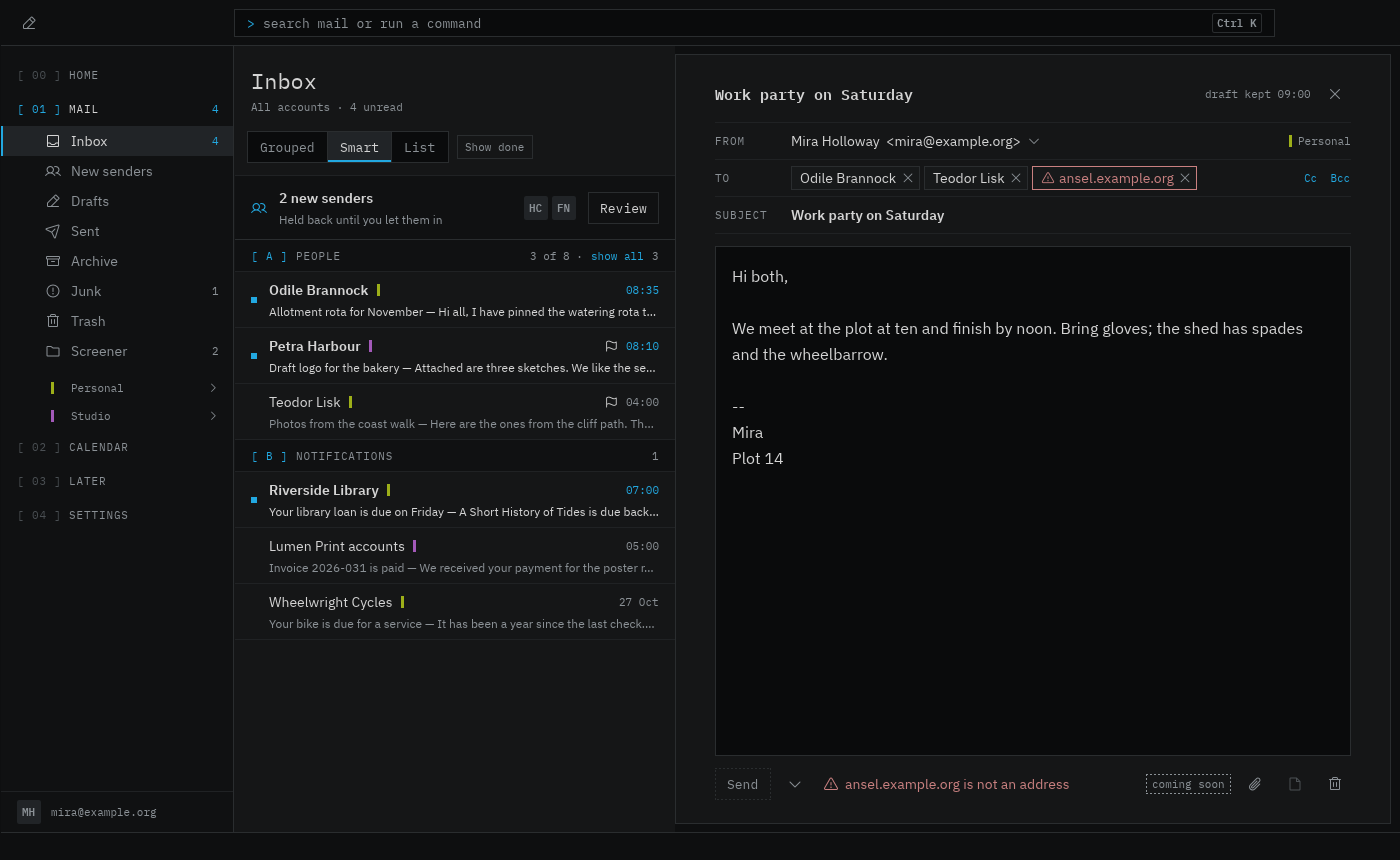 > search mail or run a command
Ctrl K
[ 00 ] HOME
[ 01 ] MAIL 4
Inbox 4
New senders
Drafts
Sent
Archive
Junk 1
Trash
Screener 2
Personal
Studio
[ 02 ] CALENDAR
[ 03 ] LATER
[ 04 ] SETTINGS
MH mira@example.org
Inbox
All accounts · 4 unread
Grouped Smart List Show done
2 new senders
Held back until you let them in
HC FN Review
[ A ] PEOPLE 3 of 8 · show all 3
Odile Brannock 08:35
Allotment rota for November — Hi all, I have pinned the watering rota t…
Petra Harbour 08:10
Draft logo for the bakery — Attached are three sketches. We like the se…
Teodor Lisk 04:00
Photos from the coast walk — Here are the ones from the cliff path. Th…
[ B ] NOTIFICATIONS 1
Riverside Library 07:00
Your library loan is due on Friday — A Short History of Tides is due back…
Lumen Print accounts 05:00
Invoice 2026-031 is paid — We received your payment for the poster r…
Wheelwright Cycles 27 Oct
Your bike is due for a service — It has been a year since the last check.…
Work party on Saturday draft kept 09:00
FROM Mira Holloway <mira@example.org> Personal
TO Odile Brannock Teodor Lisk ansel.example.org Cc Bcc
SUBJECT Work party on Saturday
Hi both,
We meet at the plot at ten and finish by noon. Bring gloves; the shed has spades
and the wheelbarrow.
--
Mira
Plot 14
Send ansel.example.org is not an address coming soon